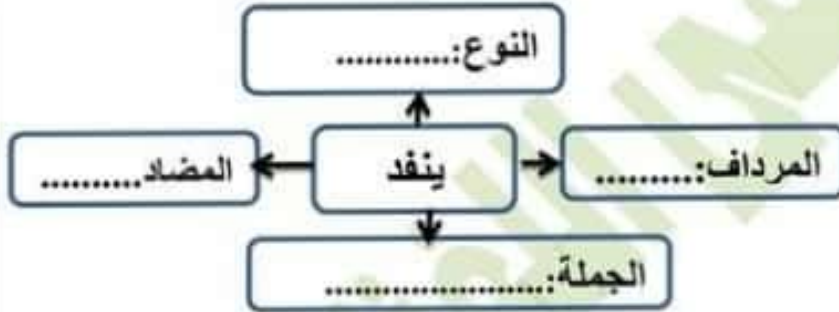 النوع:............
المرداف:.........
ينفد
المضاد..........
الجملة:......................